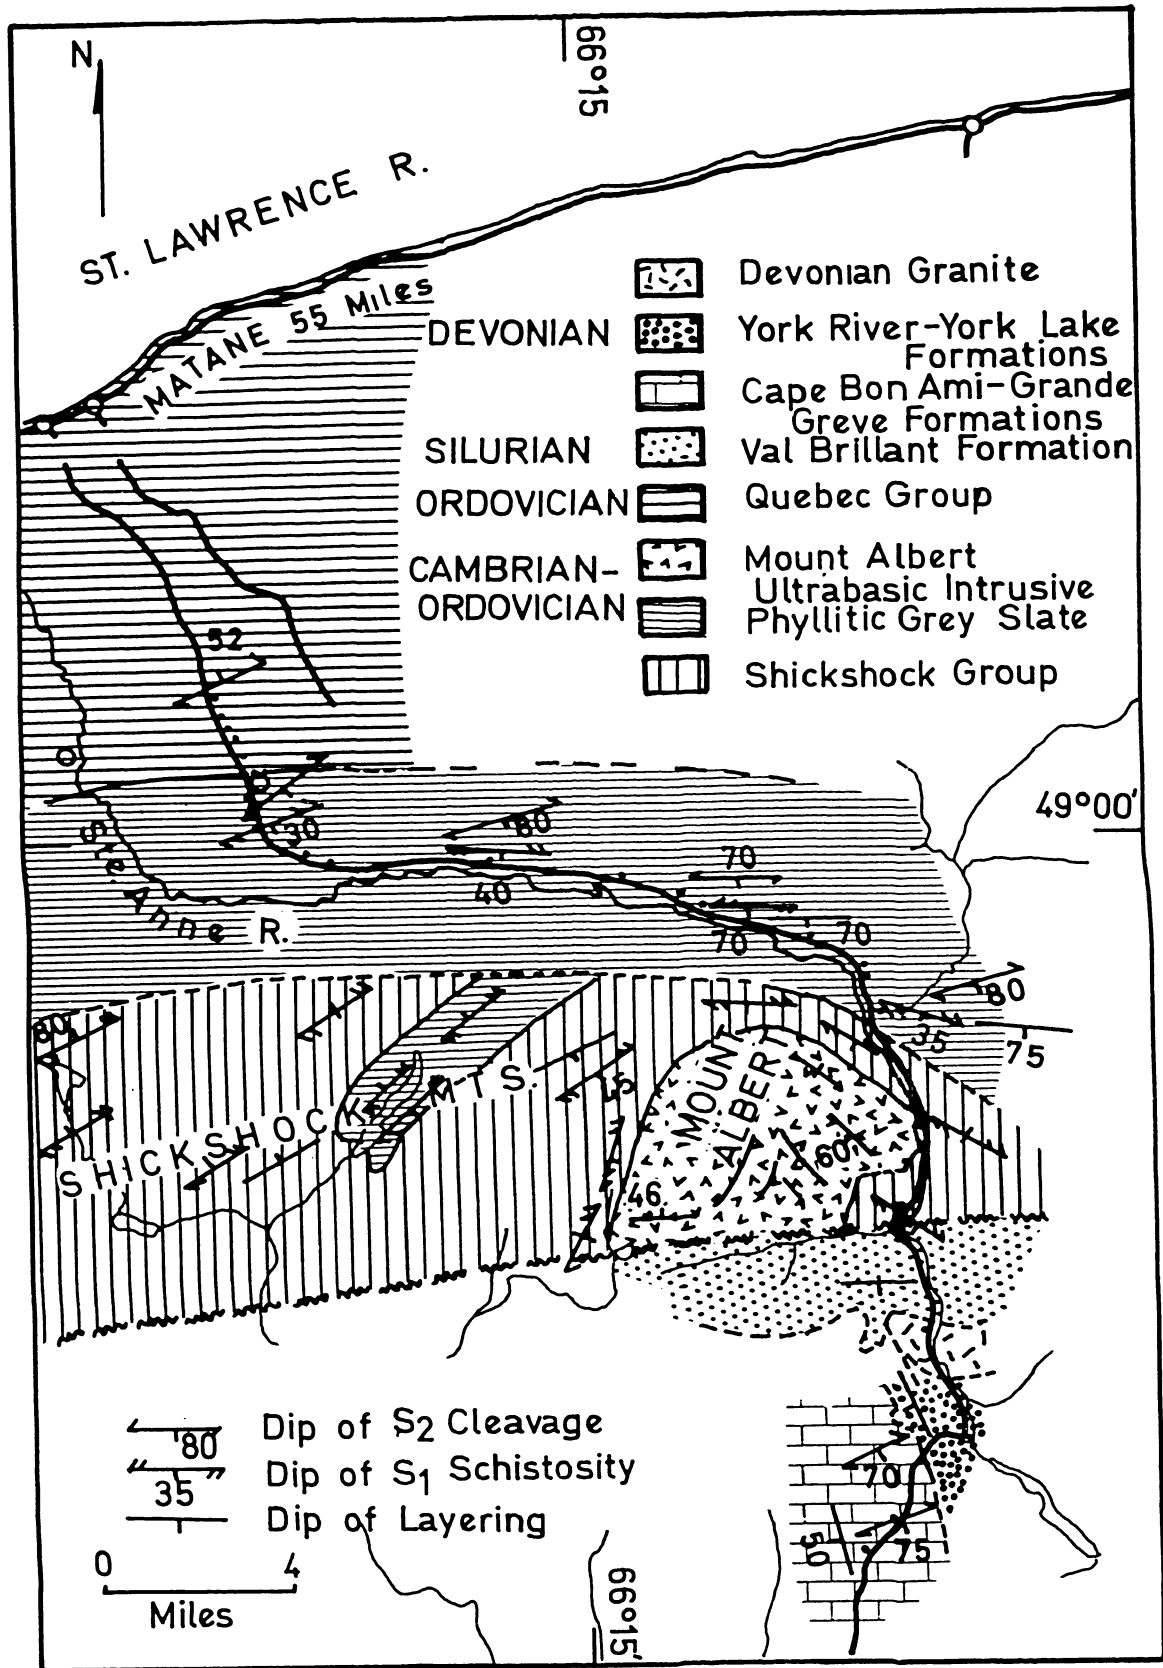 N
66°15
ST. LAWRENCE R.
MATANE 55 Miles
Devonian Granite
DEVONIAN
York River-York Lake
Formations
Cape Bon Ami-Grande
Greve Formations
SILURIAN
Val Brillant Formation
ORDOVICIAN
Quebec Group
CAMBRIAN-
ORDOVICIAN
Mount Albert
Ultrabasic Intrusive
Phyllitic Grey Slate
Shickshock Group
52
49°00'
30
80
70
40
Ste. Anne R.
70
70
80
80
35
75
SHICKSHOCK MTS.
MOUNT
ALBERT
60
46
80 Dip of S2 Cleavage
Dip of S1 Schistosity
35
Dip of Layering
70
50
75
0 4
Miles
66°15'